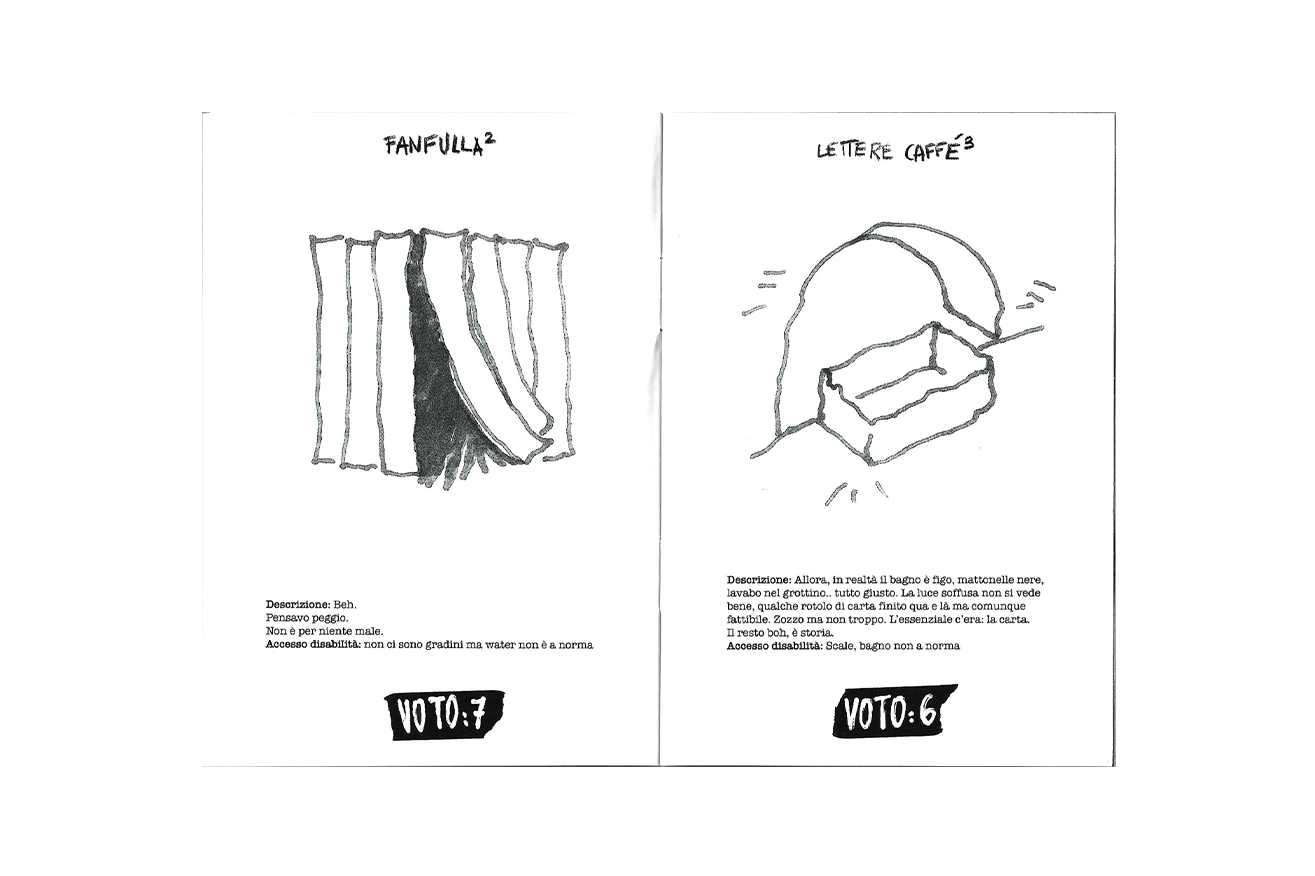 FANFULLA²
Descrizione: Beh.
Pensavo peggio.
Non è per niente male.
Accesso disabilità: non ci sono gradini ma water non è a norma
VOTO:7
LETTERE CAFFÉ³
Descrizione: Allora, in realtà il bagno è figo, mattonelle nere,
lavabo nel grottino.. tutto giusto. La luce soffusa non si vede
bene, qualche rotolo di carta finito qua e là ma comunque
fattibile. Zozzo ma non troppo. L'essenziale c'era: la carta.
Il resto boh, è storia.
Accesso disabilità: Scale, bagno non a norma
VOTO:6